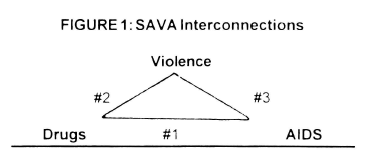 FIGURE 1: SAVA Interconnections
Violence
#2 #3
Drugs #1 AIDS